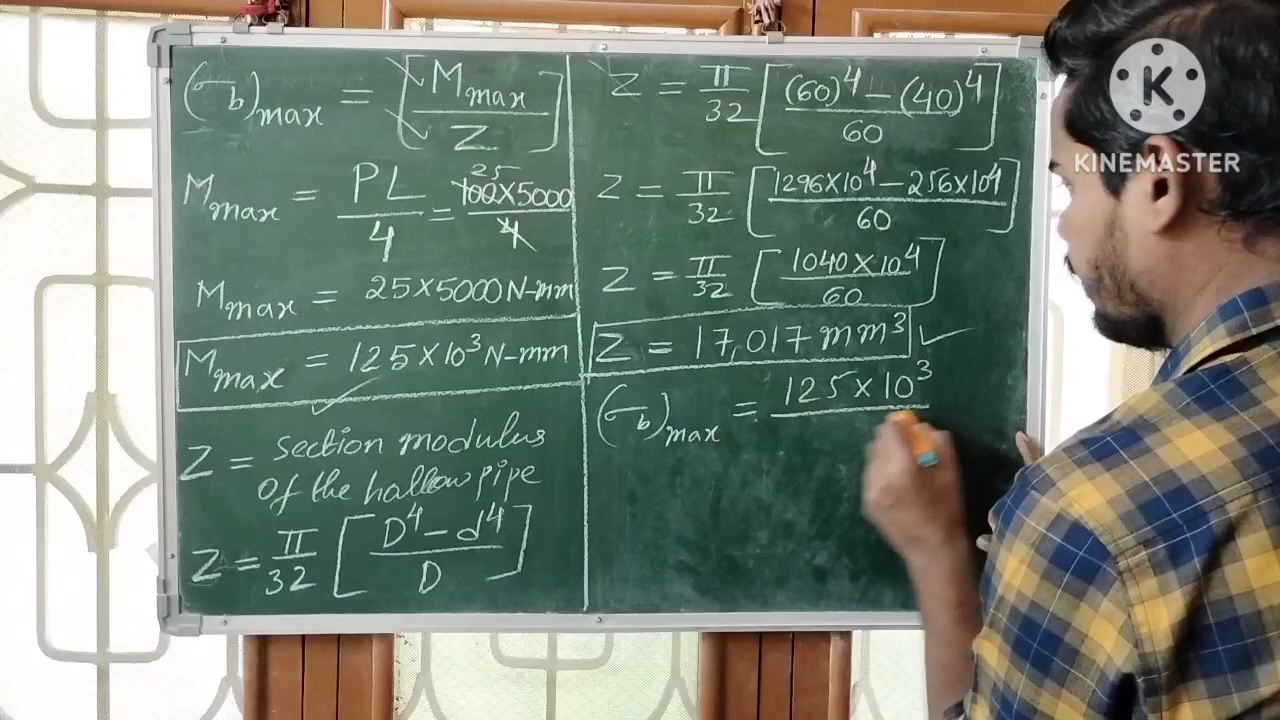 (σb)max = [Mmax/Z]
Mmax = PL/4 = 25 100×5000/4
Mmax = 25×5000 N-mm
Mmax = 125×10³ N-mm
Z = section modulus
of the hallow pipe
Z = π/32 [D⁴-d⁴/D]
Z = π/32 [(60)⁴-(40)⁴/60]
Z = π/32 [1296×10⁴-256×10⁴/60]
Z = π/32 [1040×10⁴/60]
Z = 17,017 mm³
(σb)max = 125×10³
K
KINEMASTER